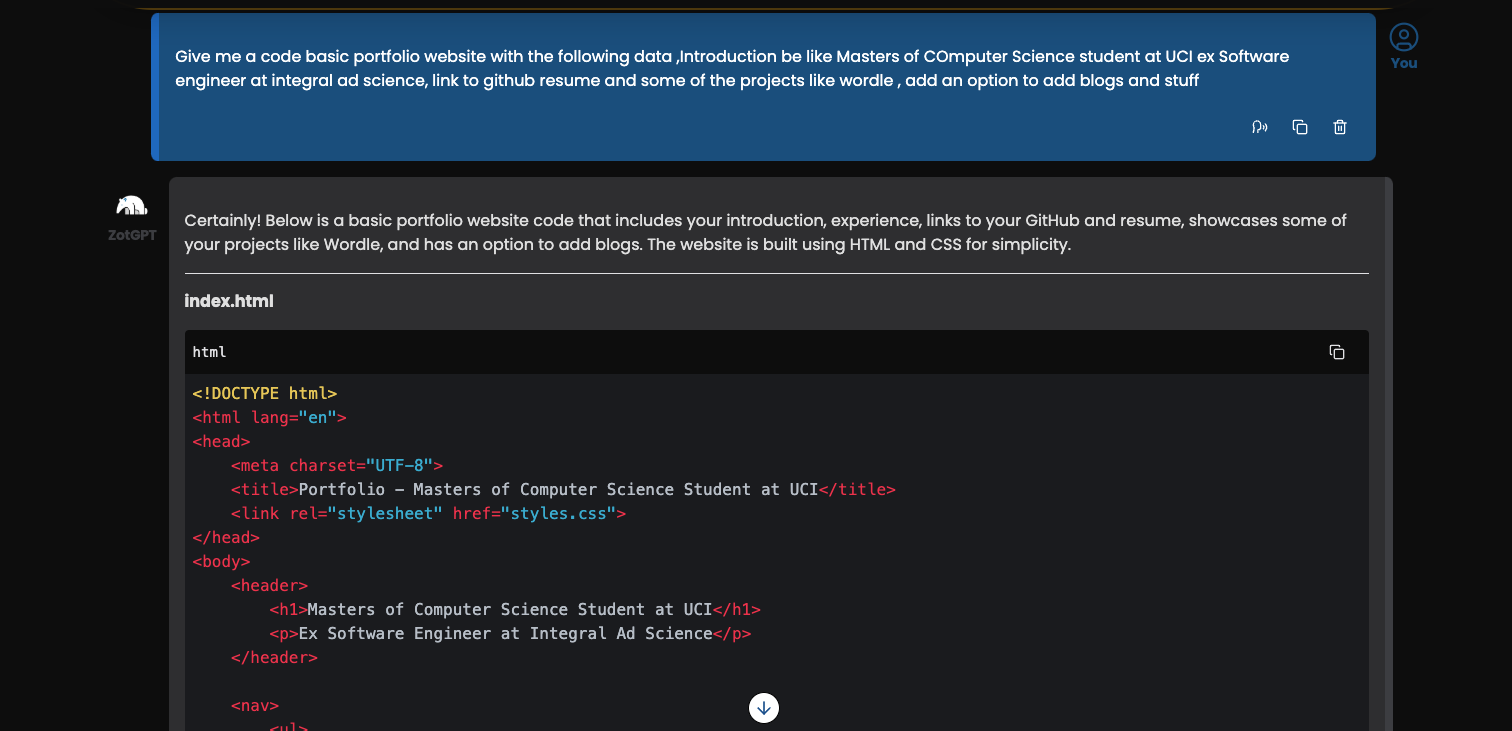 Give me a code basic portfolio website with the following data ,Introduction be like Masters of COmputer Science student at UCI ex Software
engineer at integral ad science, link to github resume and some of the projects like wordle , add an option to add blogs and stuff
You
ZotGPT
Certainly! Below is a basic portfolio website code that includes your introduction, experience, links to your GitHub and resume, showcases some of
your projects like Wordle, and has an option to add blogs. The website is built using HTML and CSS for simplicity.
index.html
html
<!DOCTYPE html>
<html lang="en">
<head>
    <meta charset="UTF-8">
    <title>Portfolio – Masters of Computer Science Student at UCI</title>
    <link rel="stylesheet" href="styles.css">
</head>
<body>
    <header>
        <h1>Masters of Computer Science Student at UCI</h1>
        <p>Ex Software Engineer at Integral Ad Science</p>
    </header>
    <nav>
        <ul>